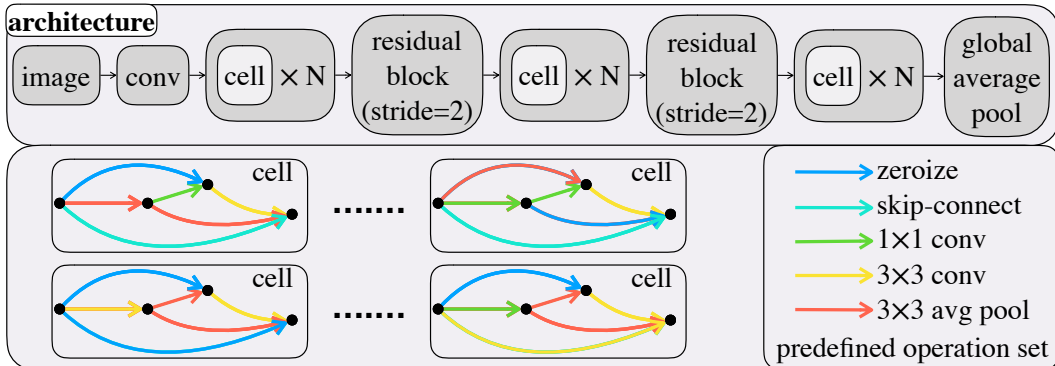 architecture
image
conv
cell × N
residual
block
(stride=2)
cell × N
residual
block
(stride=2)
cell × N
global
average
pool
cell
.......
cell
cell
.......
cell
zeroize
skip-connect
1×1 conv
3×3 conv
3×3 avg pool
predefined operation set